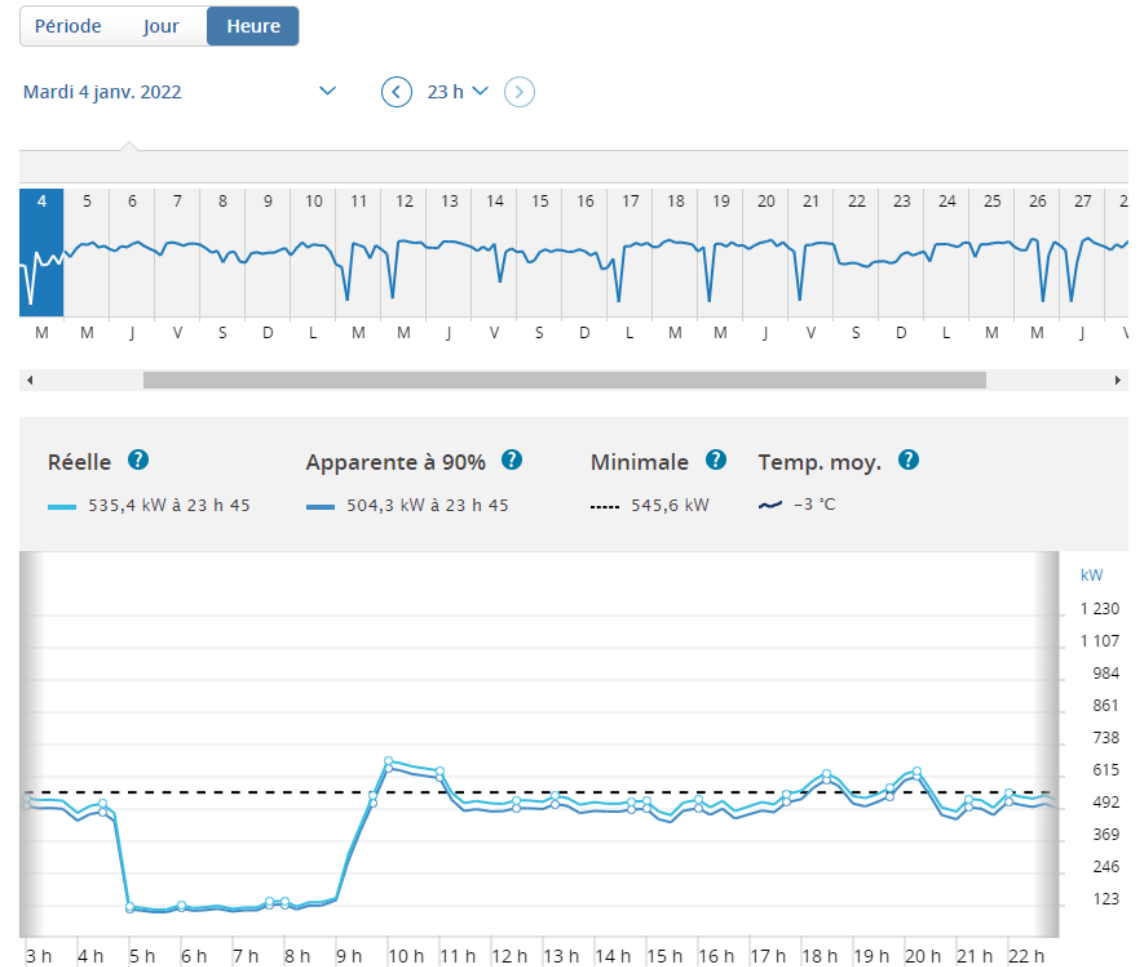 Période Jour Heure
Mardi 4 janv. 2022 23 h
4 5 6 7 8 9 10 11 12 13 14 15 16 17 18 19 20 21 22 23 24 25 26 27 2
M M J V S D L M M J V S D L M M J V S D L M M J V
Réelle ? Apparente à 90% ? Minimale ? Temp. moy. ?
535,4 kW à 23 h 45 504,3 kW à 23 h 45 545,6 kW -3 °C
kW
1 230
1 107
984
861
738
615
492
369
246
123
3 h 4 h 5 h 6 h 7 h 8 h 9 h 10 h 11 h 12 h 13 h 14 h 15 h 16 h 17 h 18 h 19 h 20 h 21 h 22 h